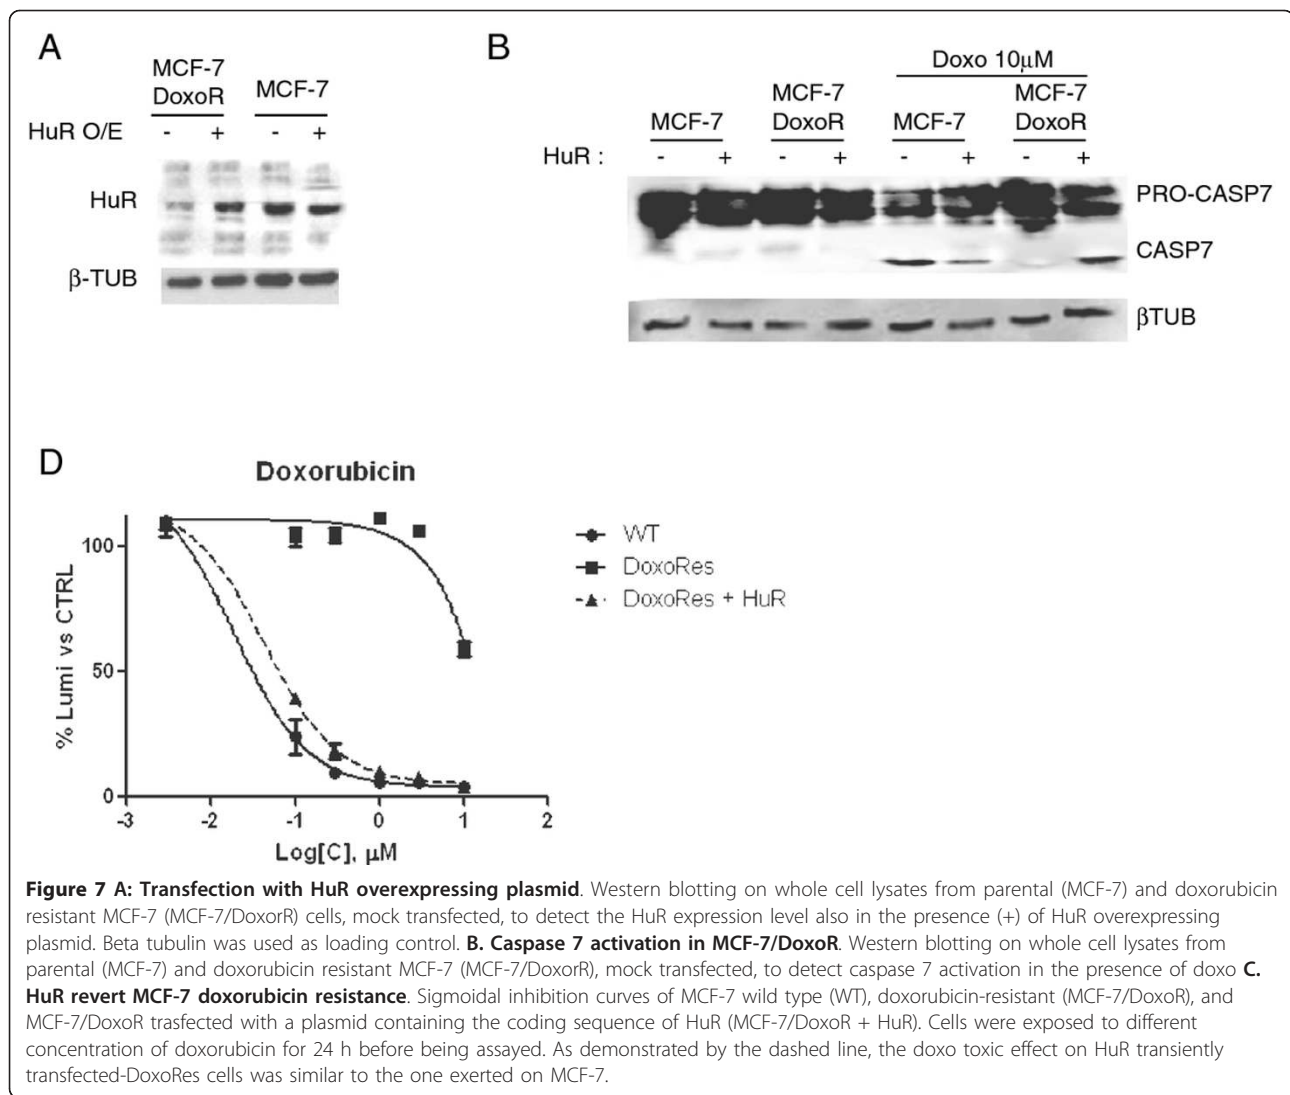 A
MCF-7
DoxoR
MCF-7
HuR O/E
- + - +
HuR
β-TUB
B
Doxo 10μM
MCF-7
MCF-7
DoxoR
MCF-7
MCF-7
DoxoR
HuR :
- + - + - + - +
PRO-CASP7
CASP7
βTUB
D
Doxorubicin
% Lumi vs CTRL
100
50
0
-3 -2 -1 0 1 2
Log[C], μM
WT
DoxoRes
DoxoRes + HuR
Figure 7 A: Transfection with HuR overexpressing plasmid. Western blotting on whole cell lysates from parental (MCF-7) and doxorubicin
resistant MCF-7 (MCF-7/DoxorR) cells, mock transfected, to detect the HuR expression level also in the presence (+) of HuR overexpressing
plasmid. Beta tubulin was used as loading control. B. Caspase 7 activation in MCF-7/DoxoR. Western blotting on whole cell lysates from
parental (MCF-7) and doxorubicin resistant MCF-7 (MCF-7/DoxorR), mock transfected, to detect caspase 7 activation in the presence of doxo C.
HuR revert MCF-7 doxorubicin resistance. Sigmoidal inhibition curves of MCF-7 wild type (WT), doxorubicin-resistant (MCF-7/DoxoR), and
MCF-7/DoxoR trasfected with a plasmid containing the coding sequence of HuR (MCF-7/DoxoR + HuR). Cells were exposed to different
concentration of doxorubicin for 24 h before being assayed. As demonstrated by the dashed line, the doxo toxic effect on HuR transiently
transfected-DoxoRes cells was similar to the one exerted on MCF-7.